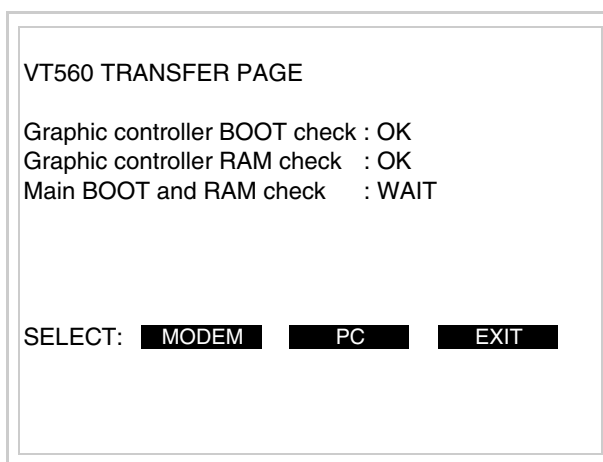 VT560 TRANSFER PAGE
Graphic controller BOOT check : OK
Graphic controller RAM check : OK
Main BOOT and RAM check : WAIT
SELECT: MODEM PC EXIT